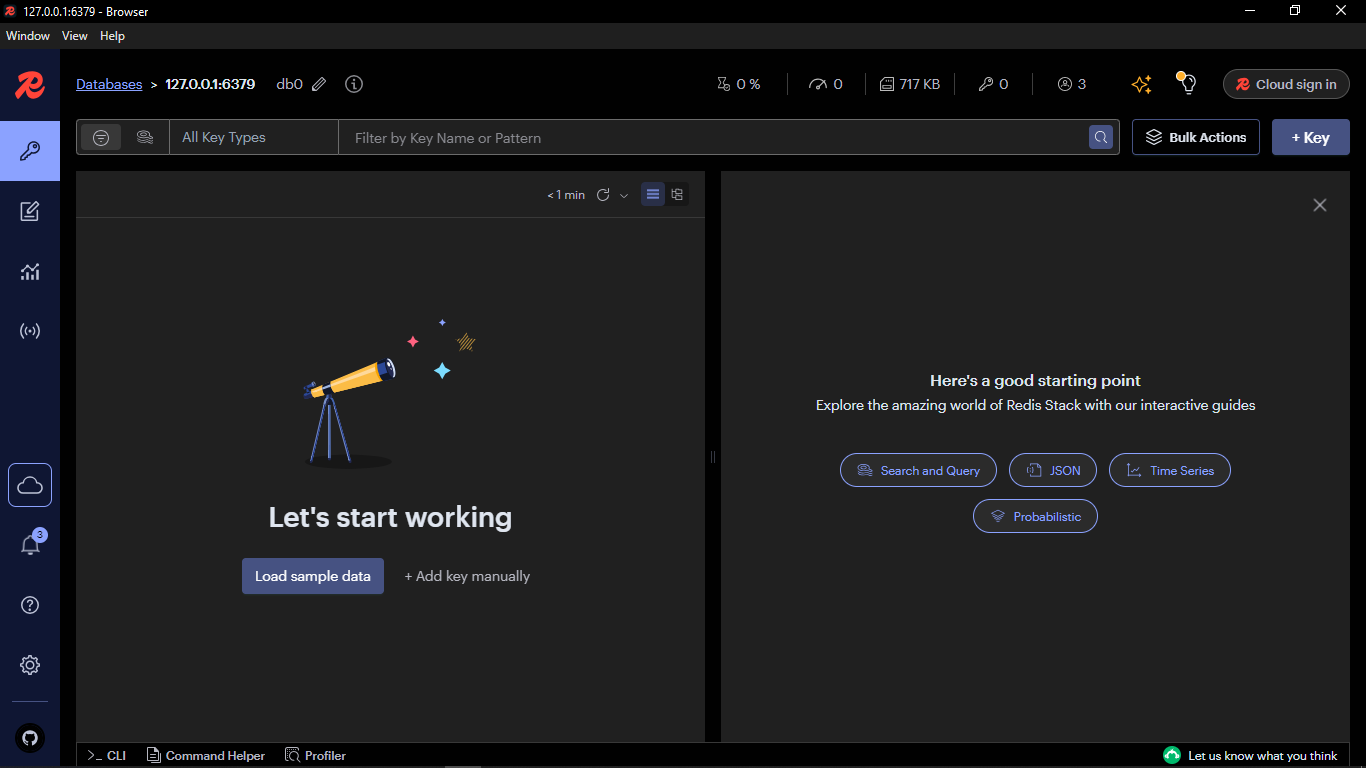 127.0.0.1:6379 - Browser
Window View Help
Databases > 127.0.0.1:6379 db0 0 % 0 717 KB 0 3 Cloud sign in
All Key Types Filter by Key Name or Pattern Bulk Actions + Key
< 1 min
Let's start working
Load sample data + Add key manually
Here's a good starting point
Explore the amazing world of Redis Stack with our interactive guides
Search and Query JSON Time Series
Probabilistic
3
>_ CLI Command Helper Profiler Let us know what you think